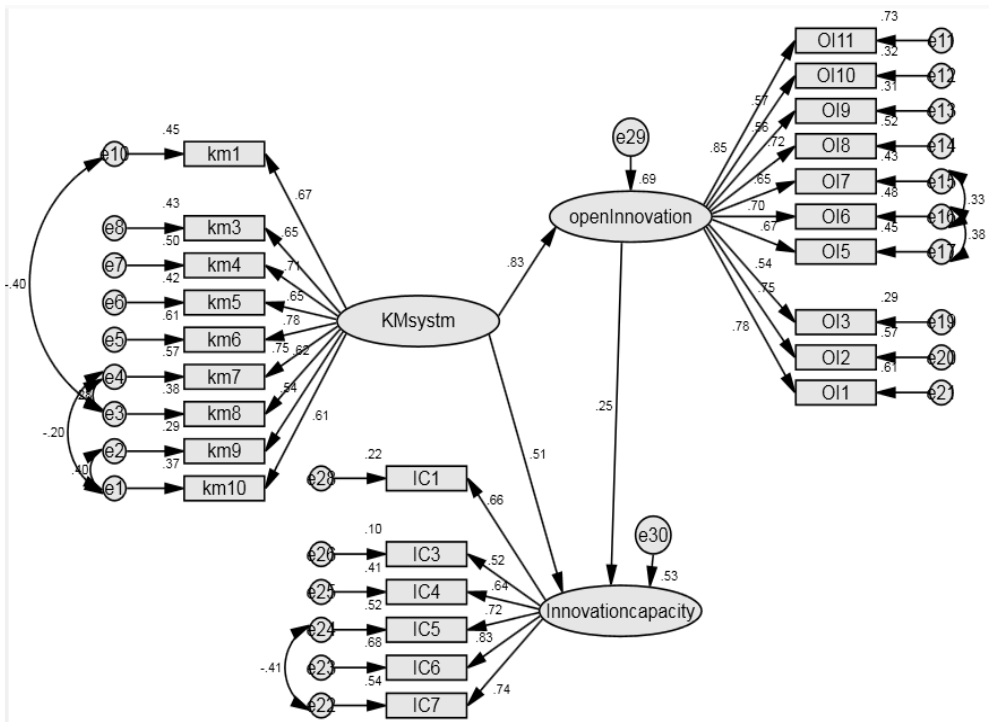 .45
e10 km1
.67
.43
e8 km3
.65
.50
e7 km4
.71
.42
e6 km5
.65
.61
e5 km6
.78
.57
e4 km7
.75 .62
.38
e3 km8
.54
.29
e2 km9
.61
.37
e1 km10
-.40
-.20
.40
KMsystm
.83
.51
e29
.69
openInnovation
.25
.73
OI11 e11
.85
.32
OI10 e12
.57
.31
OI9 e13
.56
.52
OI8 e14
.72
.43
OI7 e15
.65
.48
OI6 e16
.70
.45
OI5 e17
.67
.33
.38
.29
OI3 e19
.54
.57
OI2 e20
.75
.61
OI1 e21
.78
.22
e28 IC1
.66
.10
e26 IC3
.52
.41
e25 IC4
.64
.52
e24 IC5
.72
.68
e23 IC6
.83
.54
e22 IC7
.74
-.41
e30
.53
Innovationcapacity